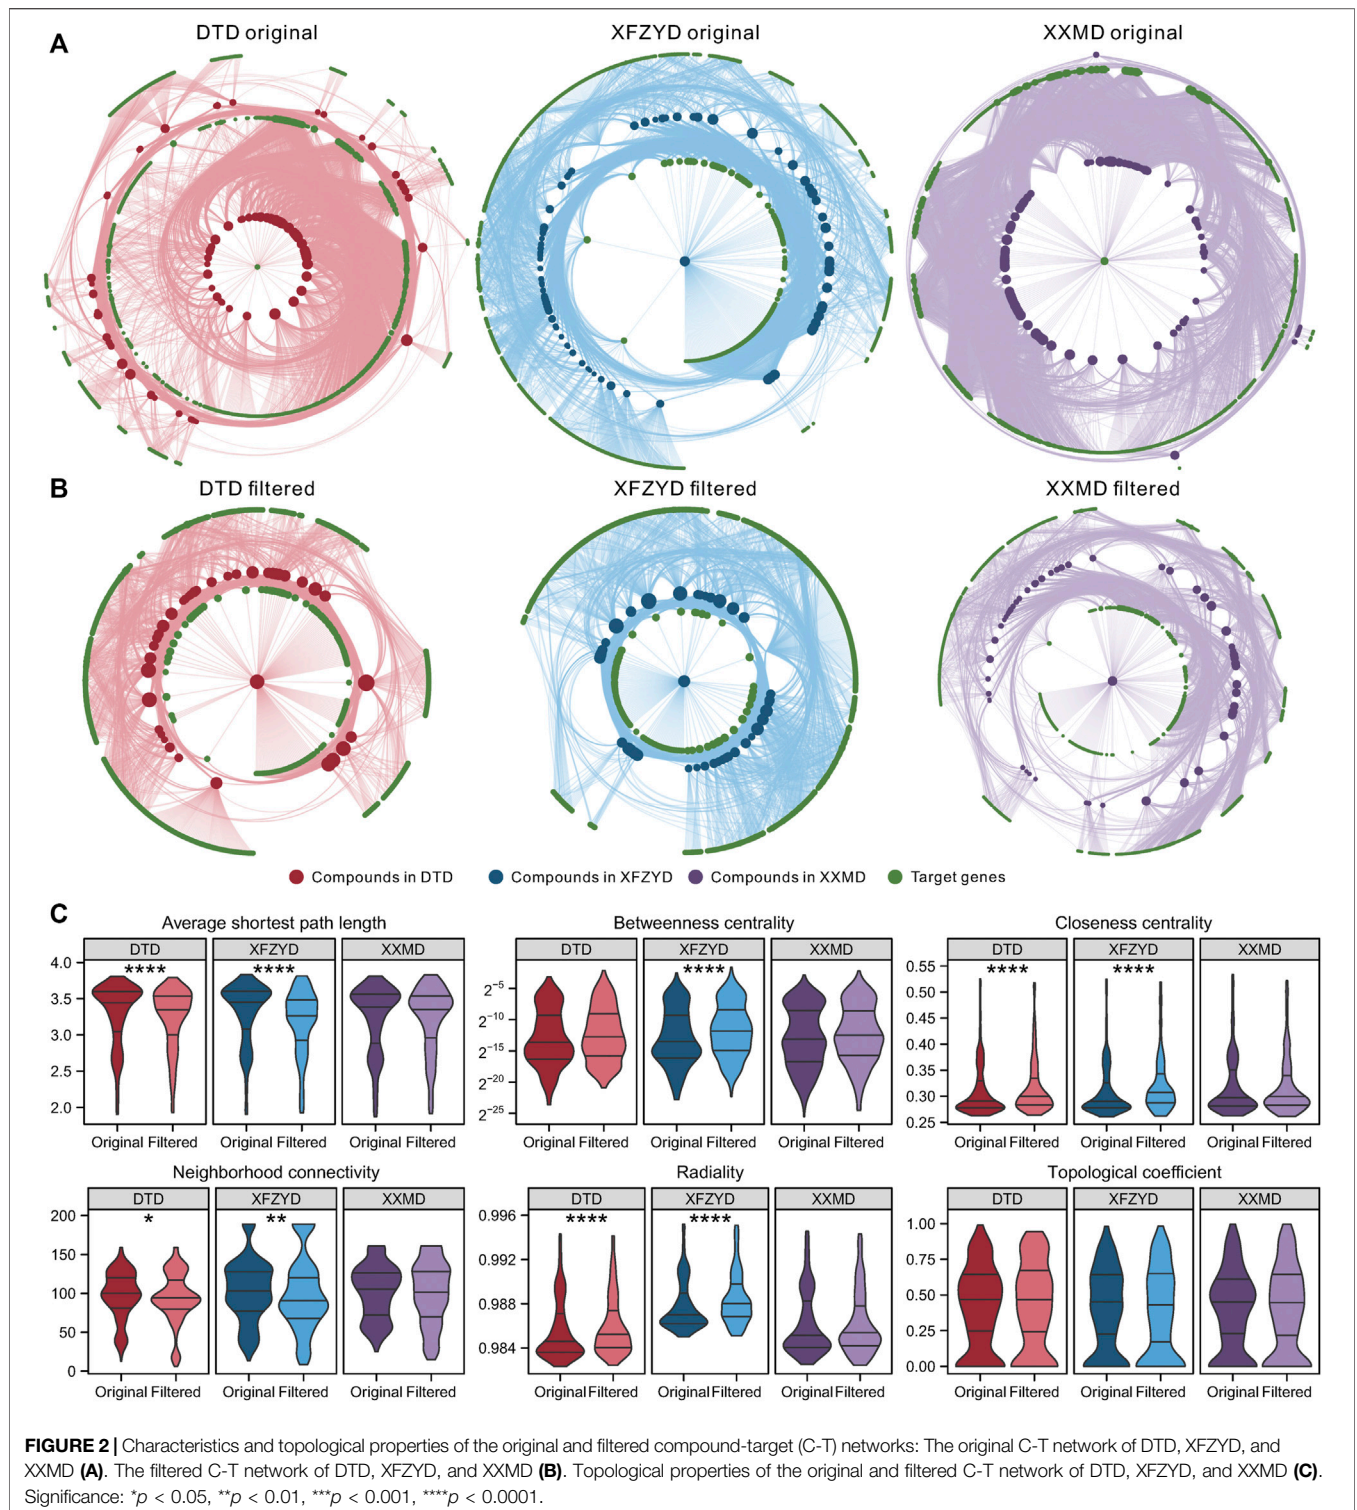 A
DTD original
XFZYD original
XXMD original
B
DTD filtered
XFZYD filtered
XXMD filtered
Compounds in DTD
Compounds in XFZYD
Compounds in XXMD
Target genes
C
Average shortest path length
Betweenness centrality
Closeness centrality
DTD
XFZYD
XXMD
DTD
XFZYD
XXMD
DTD
XFZYD
XXMD
****
****
****
****
****
4.0
3.5
3.0
2.5
2.0
2⁻⁵
2⁻¹⁰
2⁻¹⁵
2⁻²⁰
2⁻²⁵
0.55
0.50
0.45
0.40
0.35
0.30
0.25
Original Filtered
Original Filtered
Original Filtered
Original Filtered
Original Filtered
Original Filtered
Original Filtered
Original Filtered
Original Filtered
Neighborhood connectivity
Radiality
Topological coefficient
DTD
XFZYD
XXMD
DTD
XFZYD
XXMD
DTD
XFZYD
XXMD
*
**
****
****
200
150
100
50
0
0.996
0.992
0.988
0.984
1.00
0.75
0.50
0.25
0.00
Original Filtered
Original Filtered
Original Filtered
Original Filtered
Original Filtered
Original Filtered
Original Filtered
Original Filtered
Original Filtered
FIGURE 2 | Characteristics and topological properties of the original and filtered compound-target (C-T) networks: The original C-T network of DTD, XFZYD, and
XXMD (A). The filtered C-T network of DTD, XFZYD, and XXMD (B). Topological properties of the original and filtered C-T network of DTD, XFZYD, and XXMD (C).
Significance: *p < 0.05, **p < 0.01, ***p < 0.001, ****p < 0.0001.